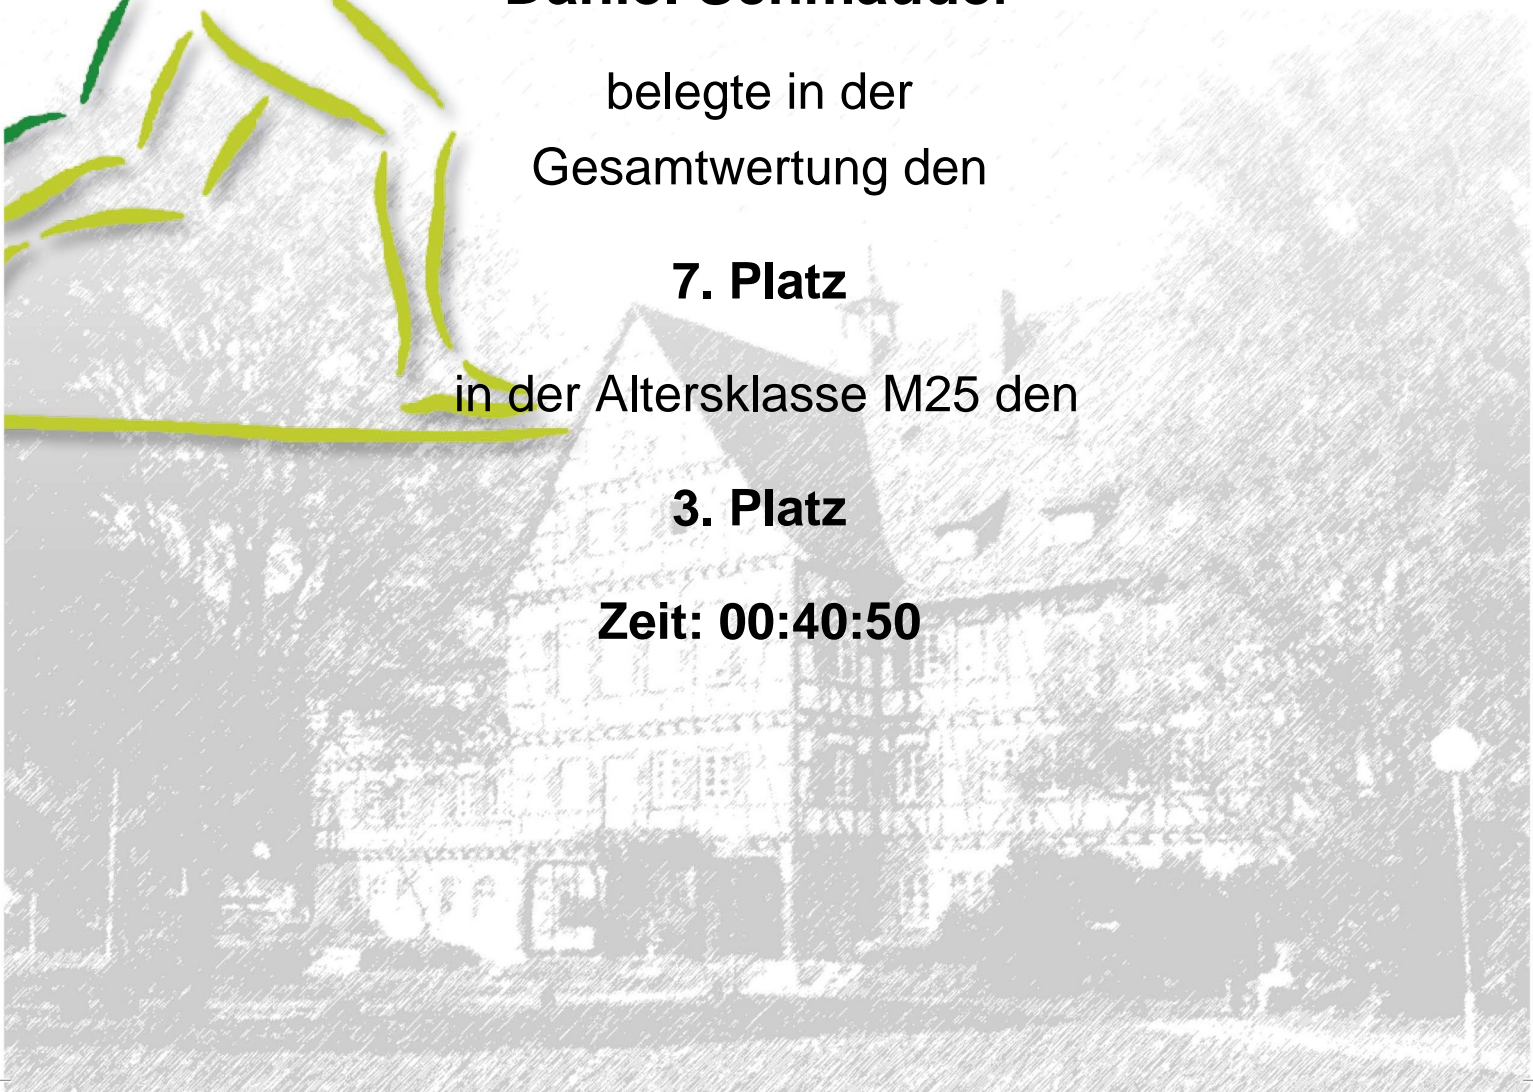 belegte in der
Gesamtwertung den
7. Platz
in der Altersklasse M25 den
3. Platz
Zeit: 00:40:50